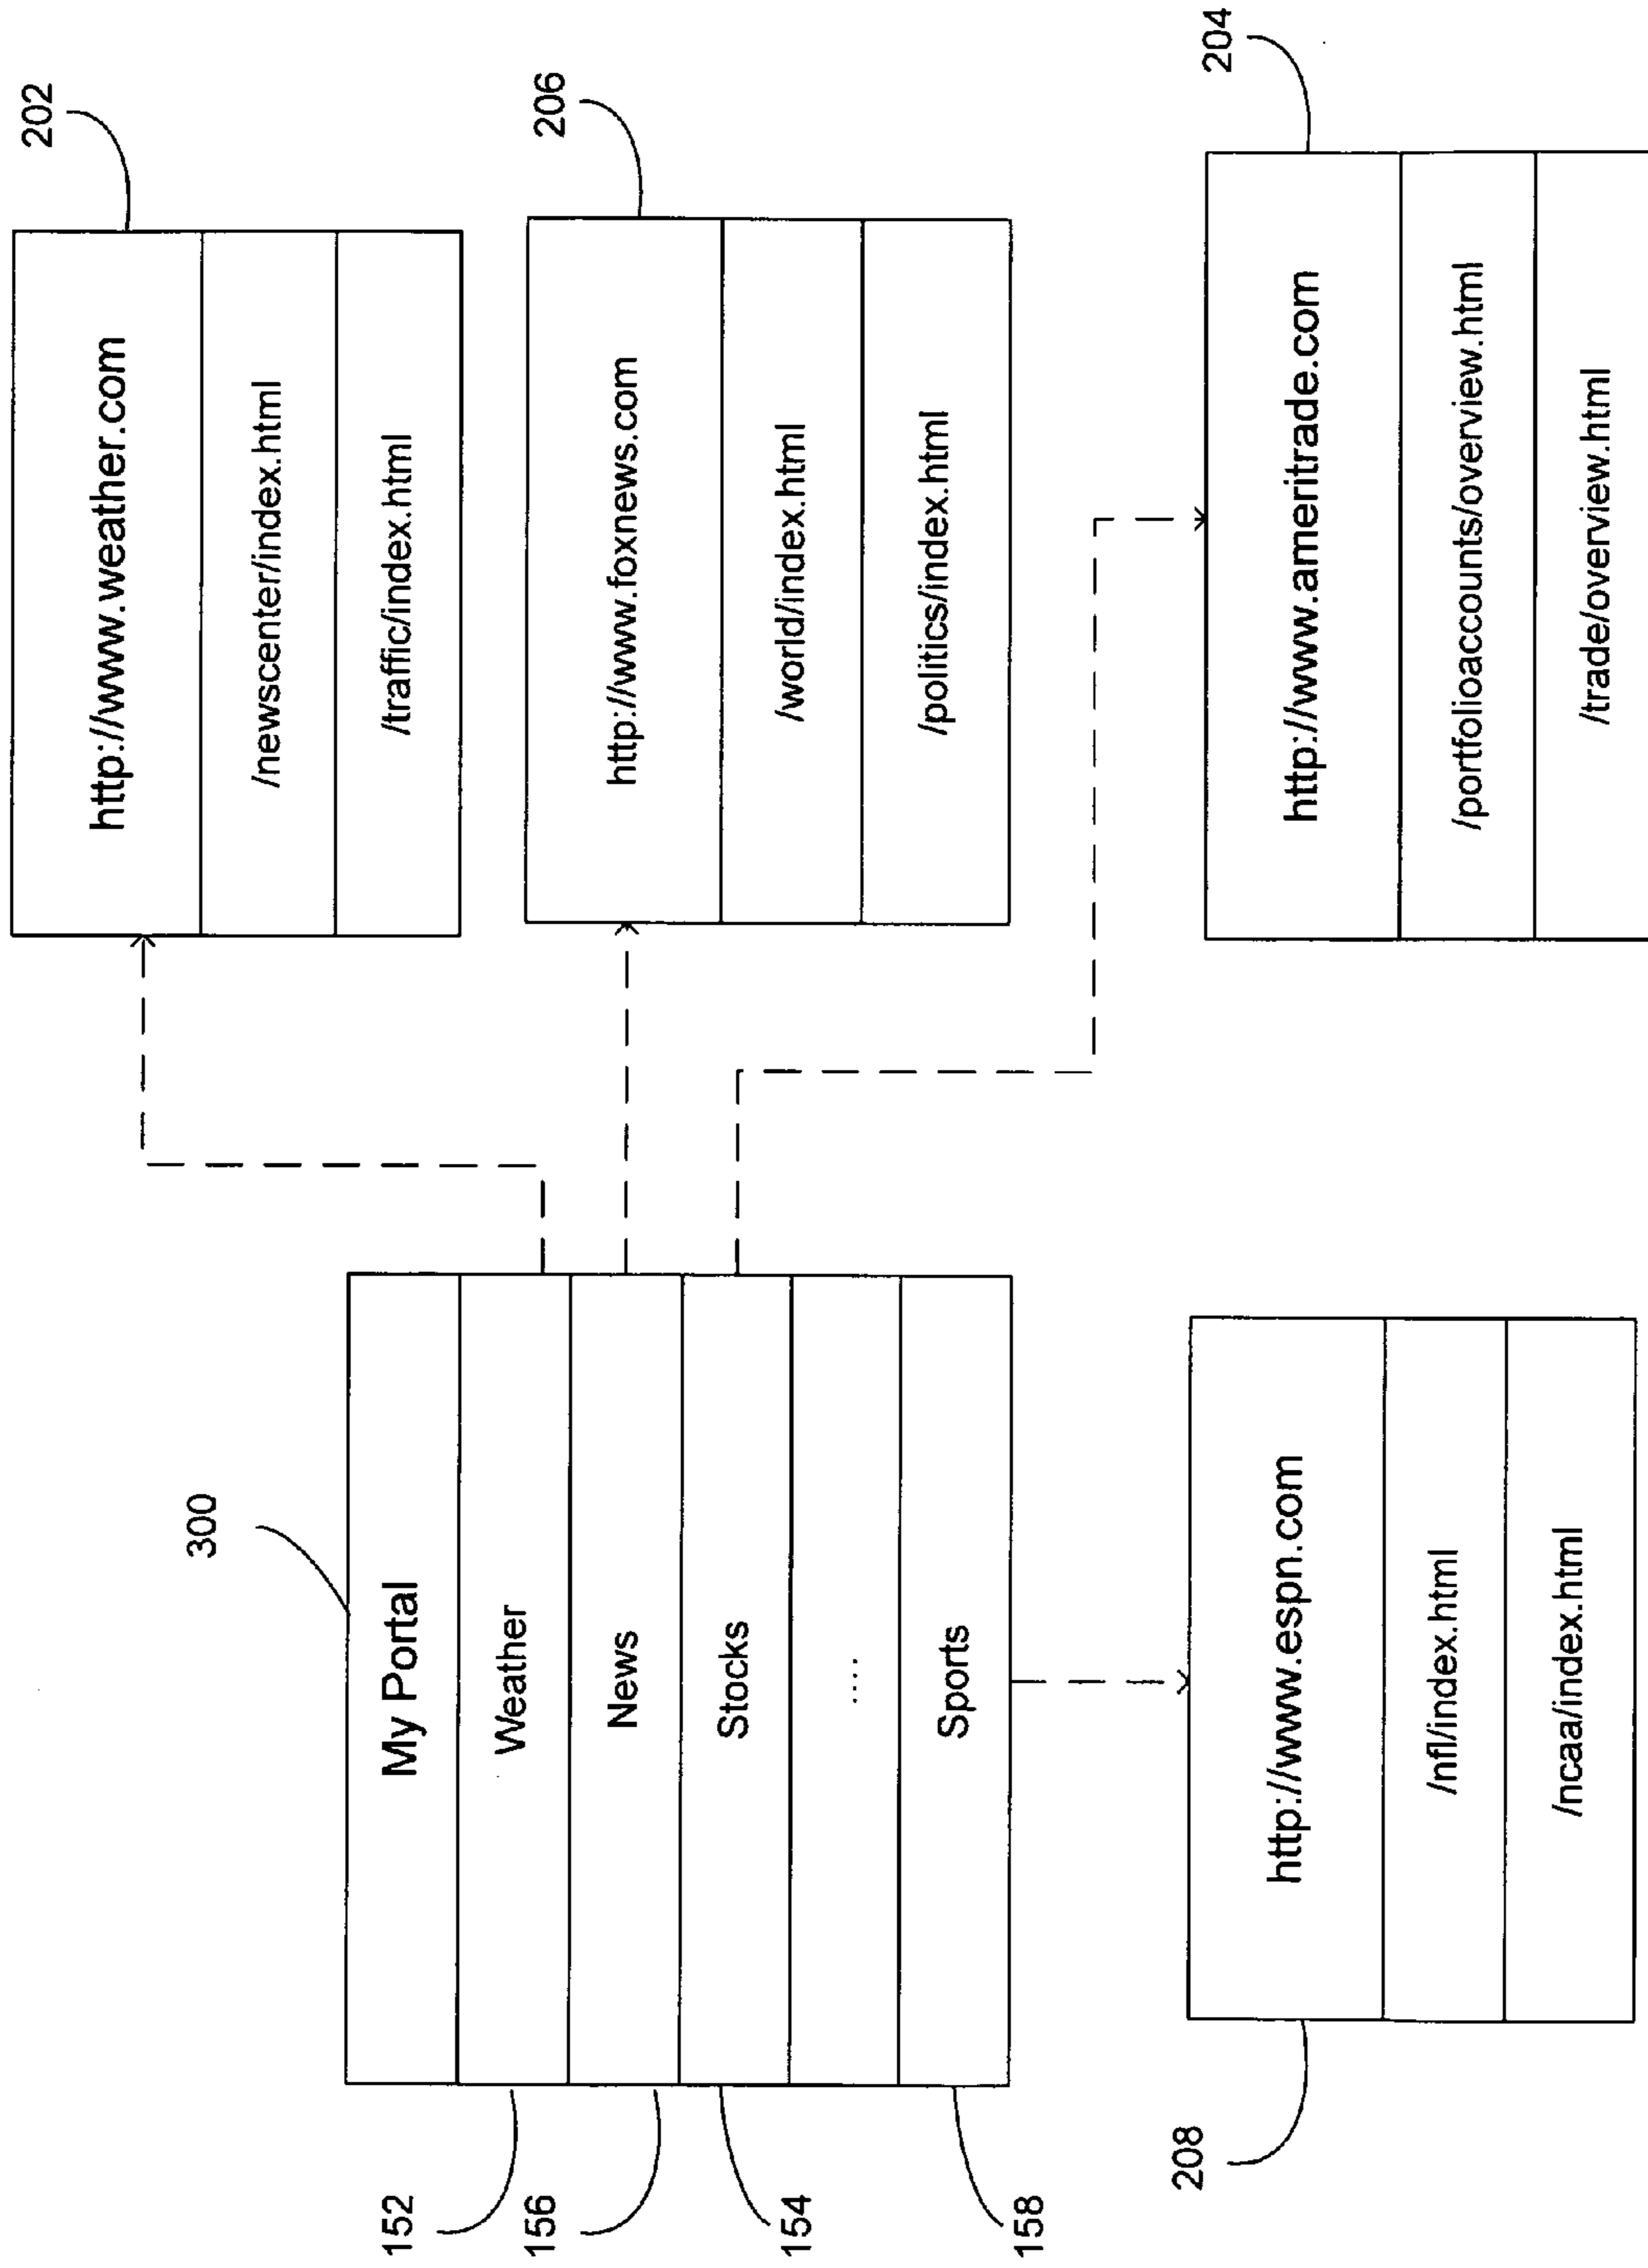 300
My Portal
Weather
News
Stocks
....
Sports
152
156
154
158
http://www.weather.com
/newscenter/index.html
/traffic/index.html
202
http://www.foxnews.com
/world/index.html
/politics/index.html
206
http://www.ameritrade.com
/portfolioaccounts/overview.html
/trade/overview.html
204
http://www.espn.com
/nfl/index.html
/ncaa/index.html
208